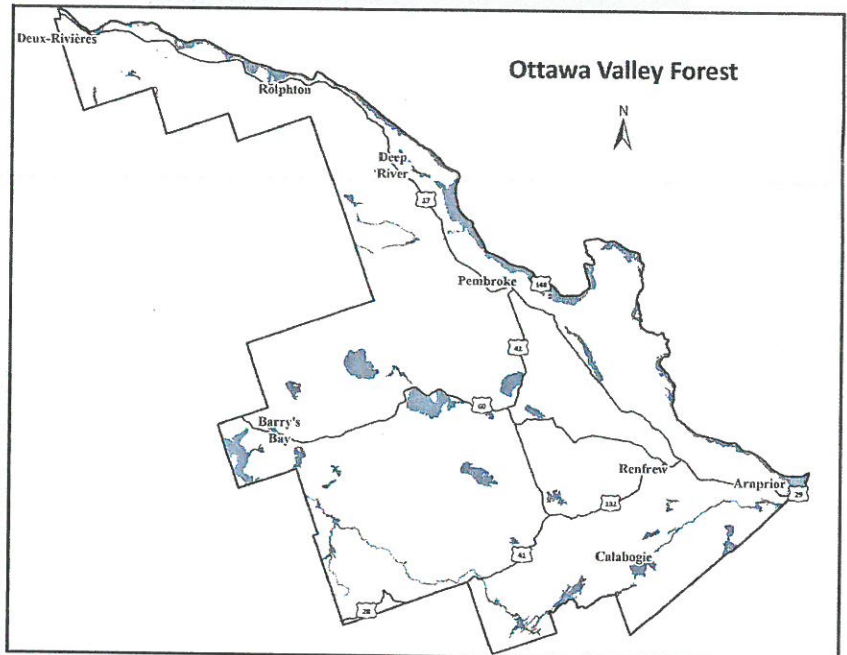 Ottawa Valley Forest
N
Deux-Rivières
Rolphton
Deep
River
17
Pembroke
148
41
60
Barry's
Bay
Renfrew
Arnprior
29
132
41
Calabogie
28